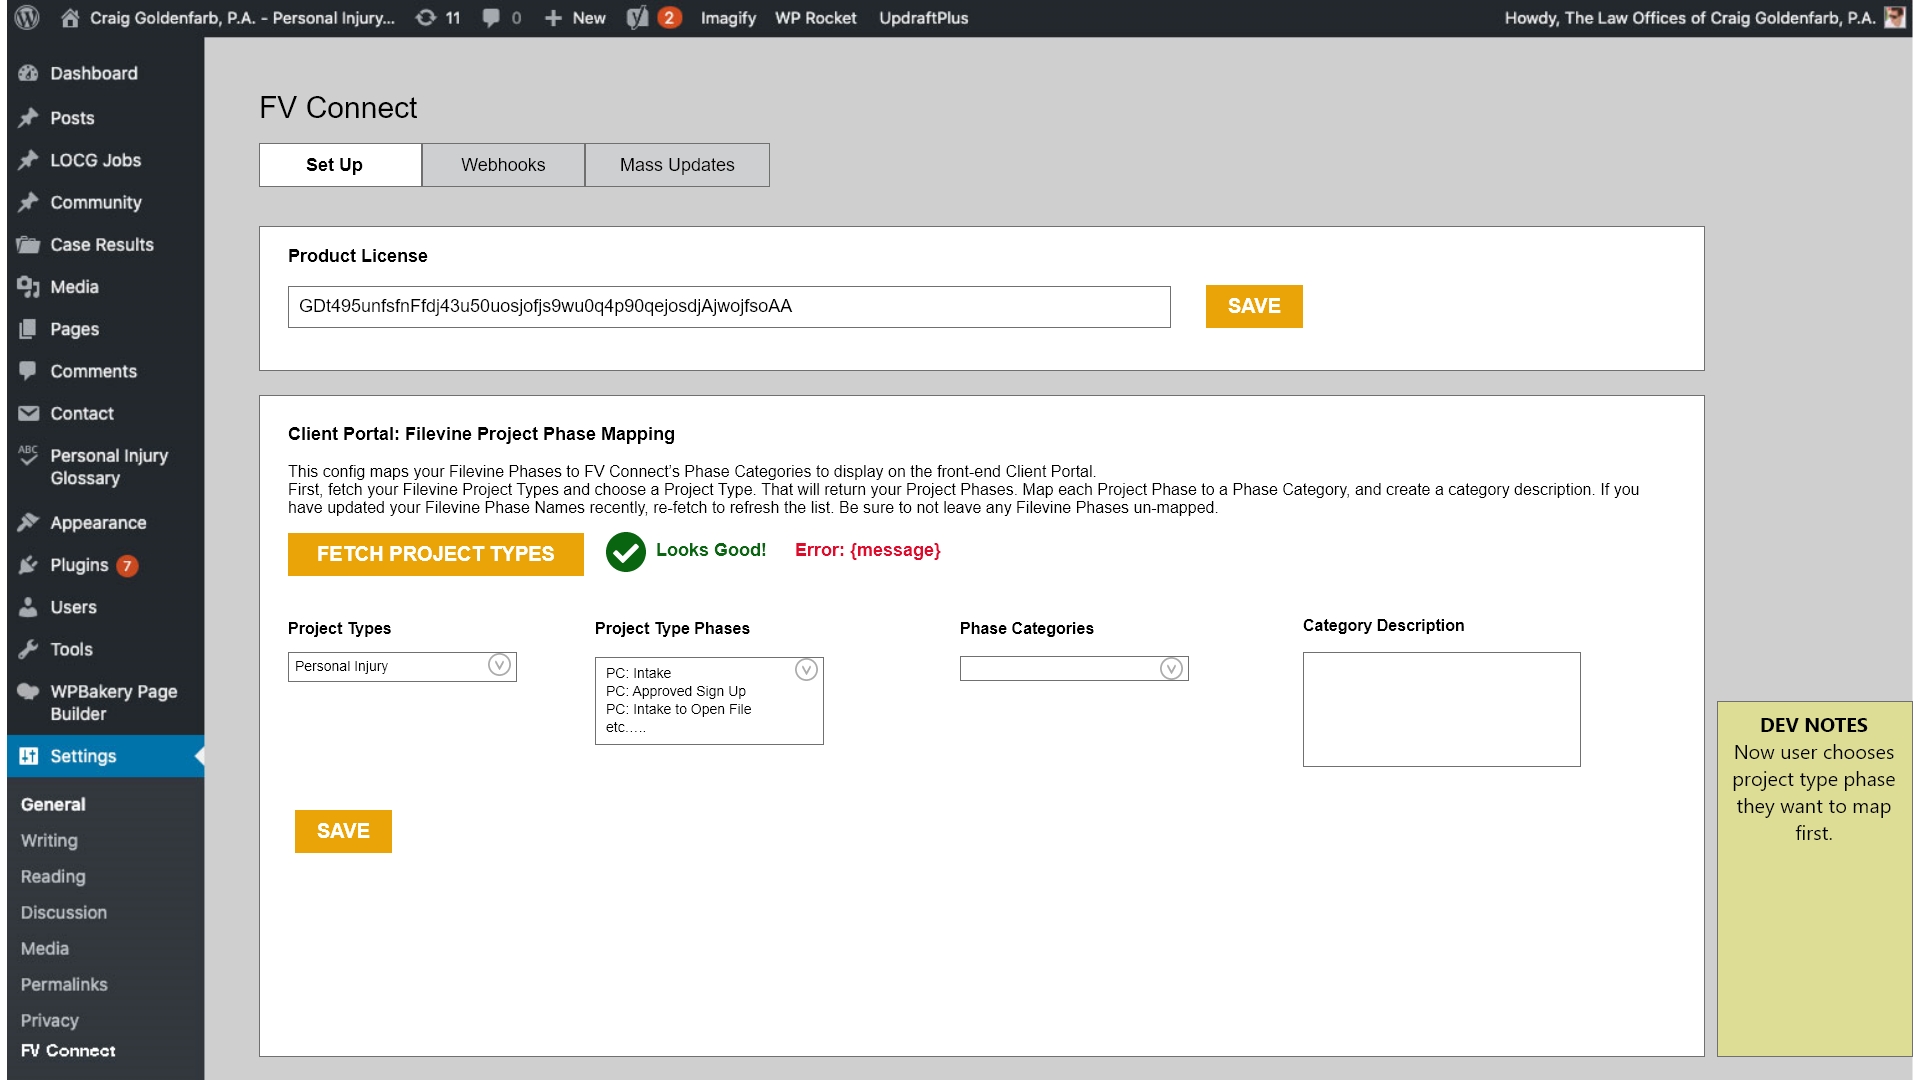 Craig Goldenfarb, P.A. - Personal Injury... 11 0 New 2 Imagify WP Rocket UpdraftPlus Howdy, The Law Offices of Craig Goldenfarb, P.A.
Dashboard
Posts
LOCG Jobs
Community
Case Results
Media
Pages
Comments
Contact
ABC
Personal Injury
Glossary
Appearance
Plugins 7
Users
Tools
WPBakery Page
Builder
Settings
General
Writing
Reading
Discussion
Media
Permalinks
Privacy
FV Connect
FV Connect
Set Up Webhooks Mass Updates
Product License
GDt495unfsfnFfdj43u50uosjofjs9wu0q4p90qejosdjAjwojfsoAA
SAVE
Client Portal: Filevine Project Phase Mapping
This config maps your Filevine Phases to FV Connect's Phase Categories to display on the front-end Client Portal.
First, fetch your Filevine Project Types and choose a Project Type. That will return your Project Phases. Map each Project Phase to a Phase Category, and create a category description. If you
have updated your Filevine Phase Names recently, re-fetch to refresh the list. Be sure to not leave any Filevine Phases un-mapped.
FETCH PROJECT TYPES Looks Good! Error: {message}
Project Types
Personal Injury
Project Type Phases
PC: Intake
PC: Approved Sign Up
PC: Intake to Open File
etc.....
Phase Categories
Category Description
SAVE
DEV NOTES
Now user chooses
project type phase
they want to map
first.